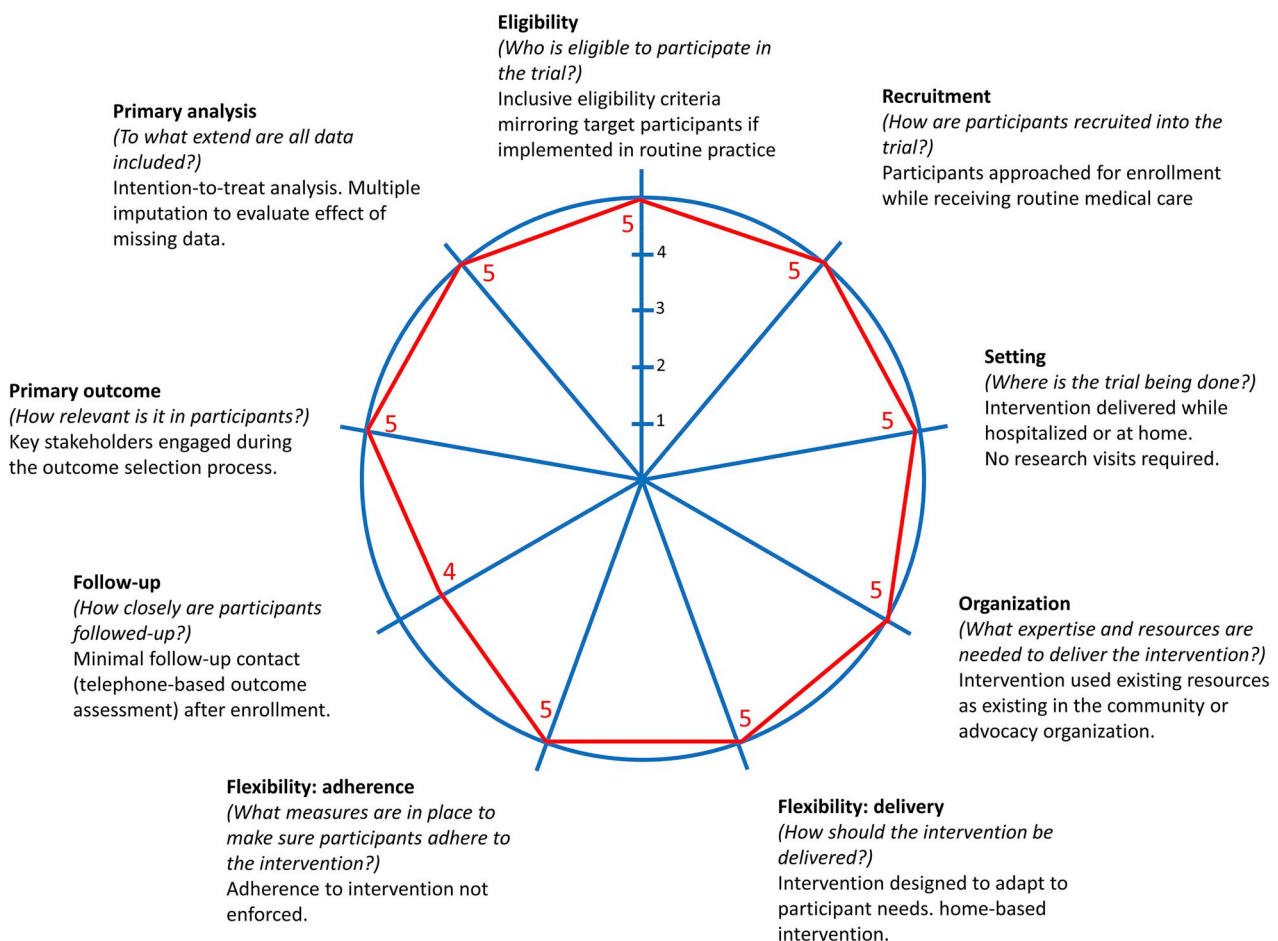 Eligibility
(Who is eligible to participate in
the trial?)
Inclusive eligibility criteria
mirroring target participants if
implemented in routine practice
Recruitment
(How are participants recruited into the
trial?)
Participants approached for enrollment
while receiving routine medical care
Setting
(Where is the trial being done?)
Intervention delivered while
hospitalized or at home.
No research visits required.
Organization
(What expertise and resources are
needed to deliver the intervention?)
Intervention used existing resources
as existing in the community or
advocacy organization.
Flexibility: delivery
(How should the intervention be
delivered?)
Intervention designed to adapt to
participant needs. home-based
intervention.
Flexibility: adherence
(What measures are in place to
make sure participants adhere to
the intervention?)
Adherence to intervention not
enforced.
Follow-up
(How closely are participants
followed-up?)
Minimal follow-up contact
(telephone-based outcome
assessment) after enrollment.
Primary outcome
(How relevant is it in participants?)
Key stakeholders engaged during
the outcome selection process.
Primary analysis
(To what extend are all data
included?)
Intention-to-treat analysis. Multiple
imputation to evaluate effect of
missing data.
5
5
5
5
5
5
4
5
5
4
3
2
1